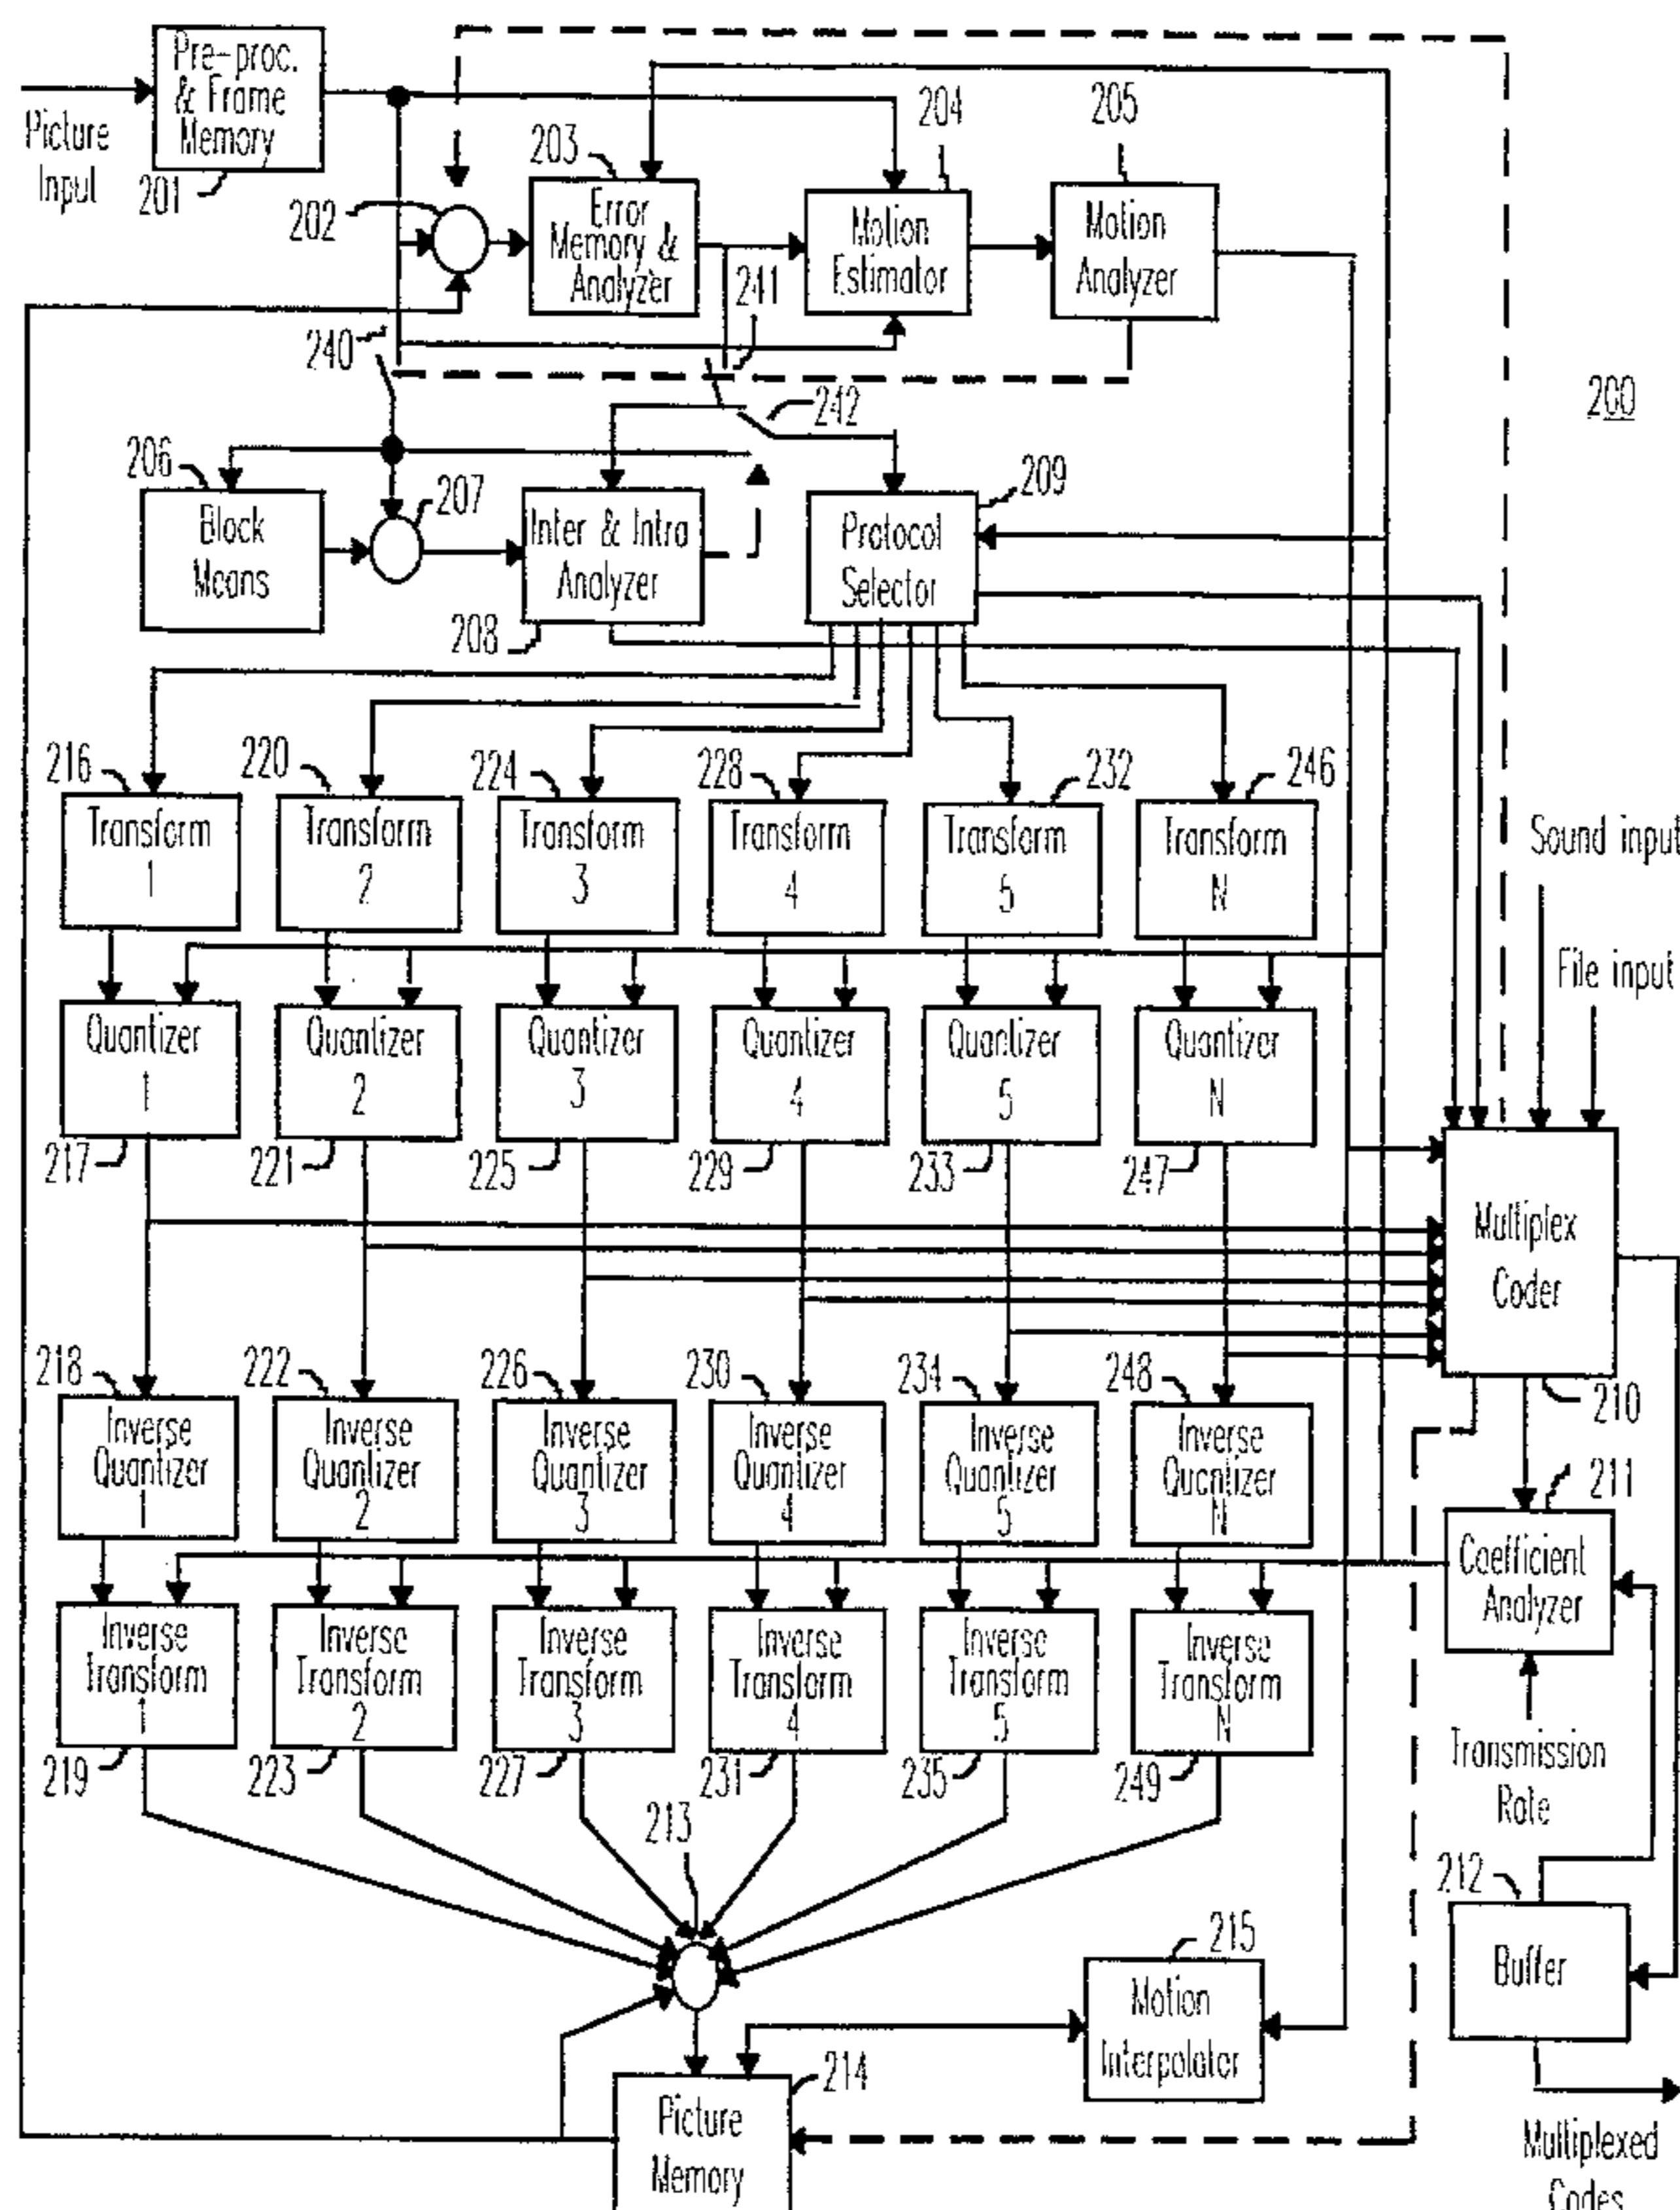 Pre-proc.
& Frame
Memory
Picture
Input
201
202
203
Error
Memory &
Analyzer
204
Motion
Estimator
205
Motion
Analyzer
240
241
242
200
206
Block
Means
207
Inter & Intra
Analyzer
208
209
Protocol
Selector
216
Transform
1
220
Transform
2
224
Transform
3
228
Transform
4
232
Transform
5
246
Transform
N
Sound input
File input
Quantizer
1
217
Quantizer
2
221
Quantizer
3
225
Quantizer
4
229
Quantizer
5
233
Quantizer
N
247
Multiplex
Coder
210
218
Inverse
Quantizer
1
222
Inverse
Quantizer
2
226
Inverse
Quantizer
3
230
Inverse
Quantizer
4
234
Inverse
Quantizer
5
248
Inverse
Quantizer
N
211
Coefficient
Analyzer
Inverse
Transform
1
219
Inverse
Transform
2
223
Inverse
Transform
3
227
Inverse
Transform
4
231
Inverse
Transform
5
235
Inverse
Transform
N
249
Transmission
Rate
213
212
Buffer
215
Motion
Interpolator
214
Picture
Memory
Multiplexed
Codes